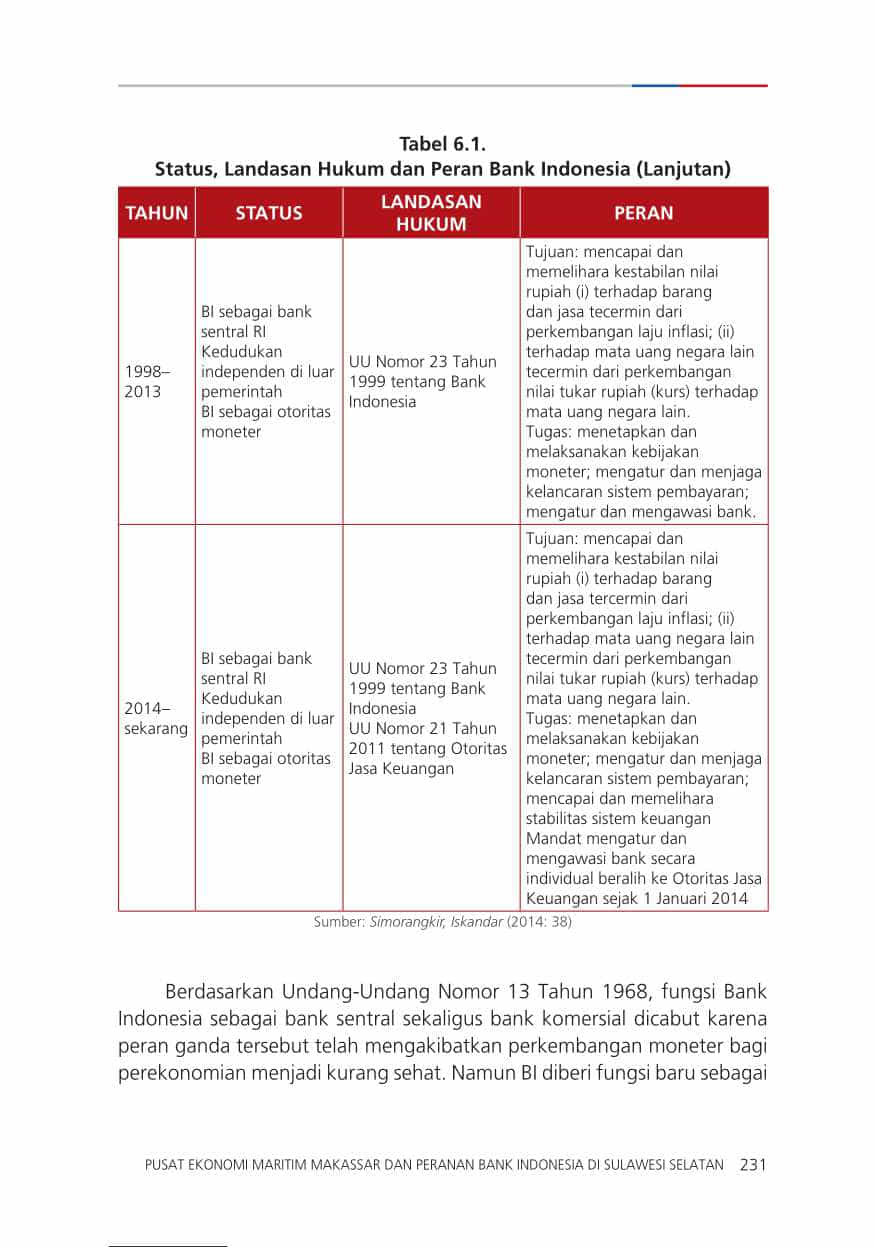 Tabel 6.1.
Status, Landasan Hukum dan Peran Bank Indonesia (Lanjutan)
TAHUN
STATUS
LANDASAN
HUKUM
PERAN
1998–
2013
BI sebagai bank
sentral RI
Kedudukan
independen di luar
pemerintah
BI sebagai otoritas
moneter
UU Nomor 23 Tahun
1999 tentang Bank
Indonesia
Tujuan: mencapai dan
memelihara kestabilan nilai
rupiah (i) terhadap barang
dan jasa tecermin dari
perkembangan laju inflasi; (ii)
terhadap mata uang negara lain
tecermin dari perkembangan
nilai tukar rupiah (kurs) terhadap
mata uang negara lain.
Tugas: menetapkan dan
melaksanakan kebijakan
moneter; mengatur dan menjaga
kelancaran sistem pembayaran;
mengatur dan mengawasi bank.
2014–
sekarang
BI sebagai bank
sentral RI
Kedudukan
independen di luar
pemerintah
BI sebagai otoritas
moneter
UU Nomor 23 Tahun
1999 tentang Bank
Indonesia
UU Nomor 21 Tahun
2011 tentang Otoritas
Jasa Keuangan
Tujuan: mencapai dan
memelihara kestabilan nilai
rupiah (i) terhadap barang
dan jasa tercermin dari
perkembangan laju inflasi; (ii)
terhadap mata uang negara lain
tecermin dari perkembangan
nilai tukar rupiah (kurs) terhadap
mata uang negara lain.
Tugas: menetapkan dan
melaksanakan kebijakan
moneter; mengatur dan menjaga
kelancaran sistem pembayaran;
mencapai dan memelihara
stabilitas sistem keuangan
Mandat mengatur dan
mengawasi bank secara
individual beralih ke Otoritas Jasa
Keuangan sejak 1 Januari 2014
Sumber: Simorangkir, Iskandar (2014: 38)
Berdasarkan Undang-Undang Nomor 13 Tahun 1968, fungsi Bank
Indonesia sebagai bank sentral sekaligus bank komersial dicabut karena
peran ganda tersebut telah mengakibatkan perkembangan moneter bagi
perekonomian menjadi kurang sehat. Namun BI diberi fungsi baru sebagai
PUSAT EKONOMI MARITIM MAKASSAR DAN PERANAN BANK INDONESIA DI SULAWESI SELATAN 231